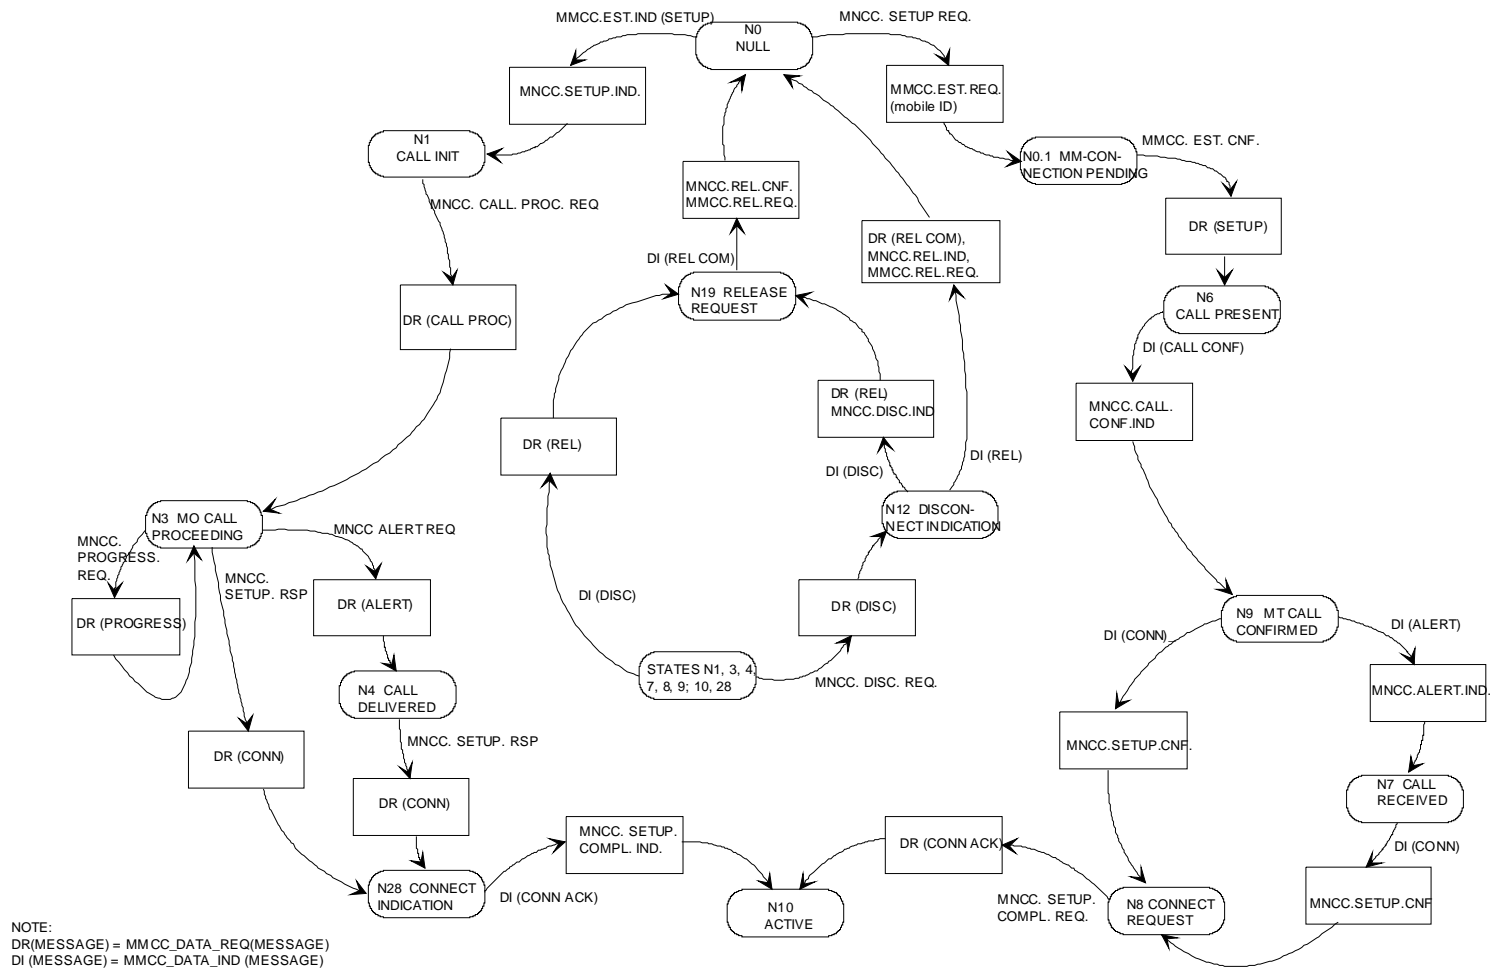 MMCC.EST.IND (SETUP)
N0
NULL
MNCC. SETUP REQ.
MNCC.SETUP.IND.
MMCC.EST.REQ.
(mobile ID)
N1
CALL INIT
N0.1 MM-CON-
NECTION PENDING
MMCC. EST. CNF.
MNCC.REL.CNF.
MMCC.REL.REQ.
MNCC. CALL. PROC. REQ
DR (SETUP)
DR (REL COM),
MNCC.REL.IND,
MMCC.REL.REQ.
DI (REL COM)
N19 RELEASE
REQUEST
N6
CALL PRESENT
DR (CALL PROC)
DI (CALL CONF)
DR (REL)
MNCC.DISC.IND
MNCC.CALL.
CONF.IND
DR (REL)
DI (DISC)
DI (REL)
N3 MO CALL
PROCEEDING
N12 DISCON-
NECT INDICATION
MNCC ALERT REQ
MNCC.
PROGRESS.
REQ.
MNCC.
SETUP. RSP
DI (DISC)
DR (ALERT)
DR (DISC)
DR (PROGRESS)
N9 MT CALL
CONFIRMED
DI (CONN)
DI (ALERT)
STATES N1, 3, 4,
7, 8, 9; 10, 28
MNCC. DISC. REQ.
N4 CALL
DELIVERED
MNCC.ALERT.IND.
MNCC. SETUP. RSP
MNCC.SETUP.CNF.
DR (CONN)
N7 CALL
RECEIVED
DR (CONN)
MNCC. SETUP.
COMPL. IND.
DR (CONN ACK)
DI (CONN)
N28 CONNECT
INDICATION
DI (CONN ACK)
N10
ACTIVE
MNCC. SETUP.
COMPL. REQ.
N8 CONNECT
REQUEST
MNCC.SETUP.CNF
NOTE:
DR(MESSAGE) = MMCC_DATA_REQ(MESSAGE)
DI (MESSAGE) = MMCC_DATA_IND (MESSAGE)